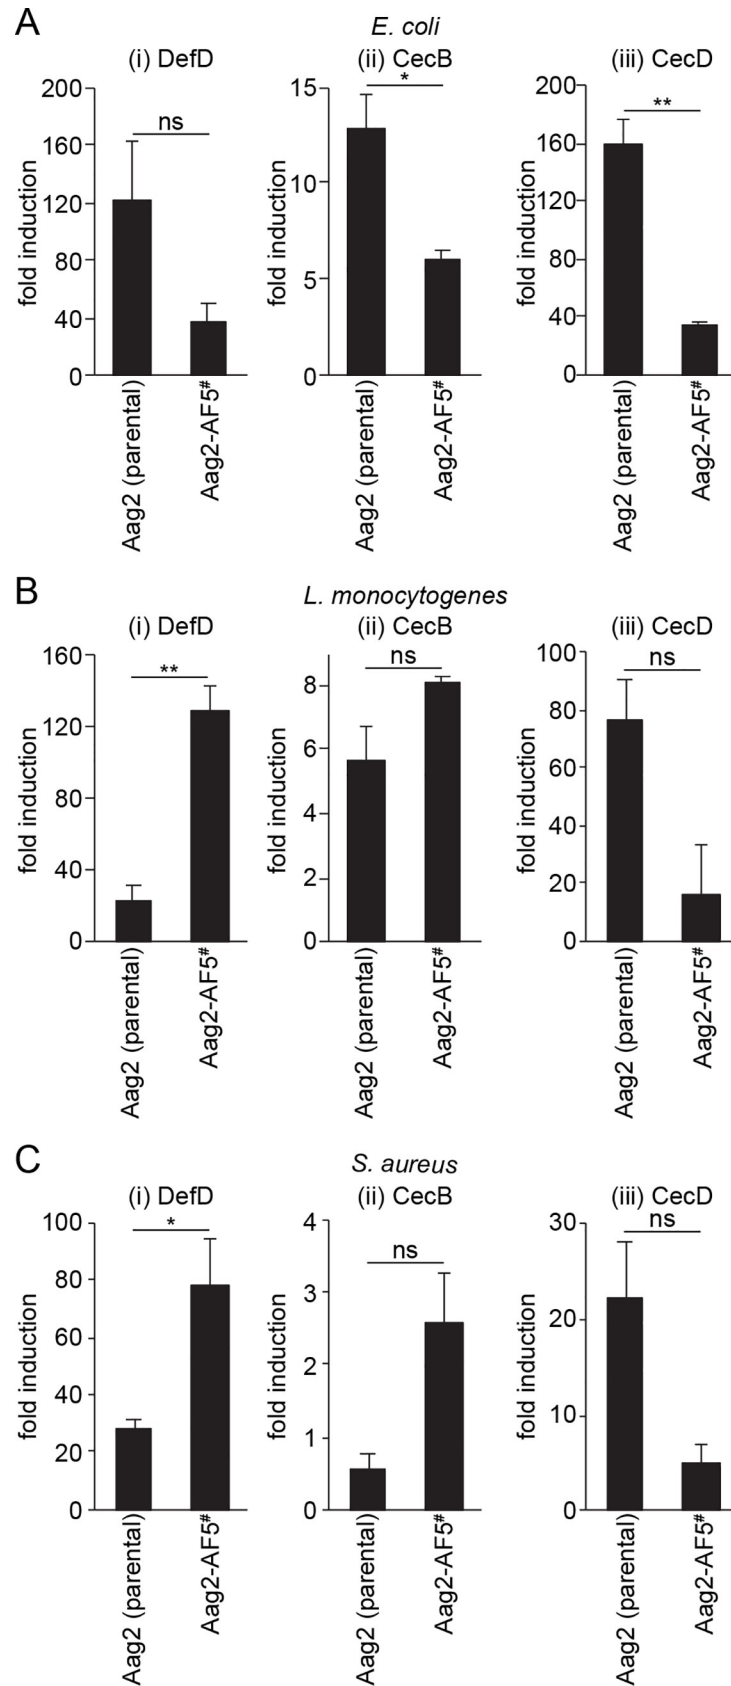 A
E. coli
(i) DefD
(ii) CecB
(iii) CecD
fold induction
200
160
120
80
40
0
ns
Aag2 (parental)
Aag2-AF5#
fold induction
15
10
5
0
*
Aag2 (parental)
Aag2-AF5#
fold induction
200
160
120
80
40
0
**
Aag2 (parental)
Aag2-AF5#
B
L. monocytogenes
(i) DefD
(ii) CecB
(iii) CecD
fold induction
160
120
80
40
0
**
Aag2 (parental)
Aag2-AF5#
fold induction
8
6
4
2
0
ns
Aag2 (parental)
Aag2-AF5#
fold induction
100
80
60
40
20
0
ns
Aag2 (parental)
Aag2-AF5#
C
S. aureus
(i) DefD
(ii) CecB
(iii) CecD
fold induction
100
80
60
40
20
0
*
Aag2 (parental)
Aag2-AF5#
fold induction
4
3
2
1
0
ns
Aag2 (parental)
Aag2-AF5#
fold induction
30
20
10
0
ns
Aag2 (parental)
Aag2-AF5#